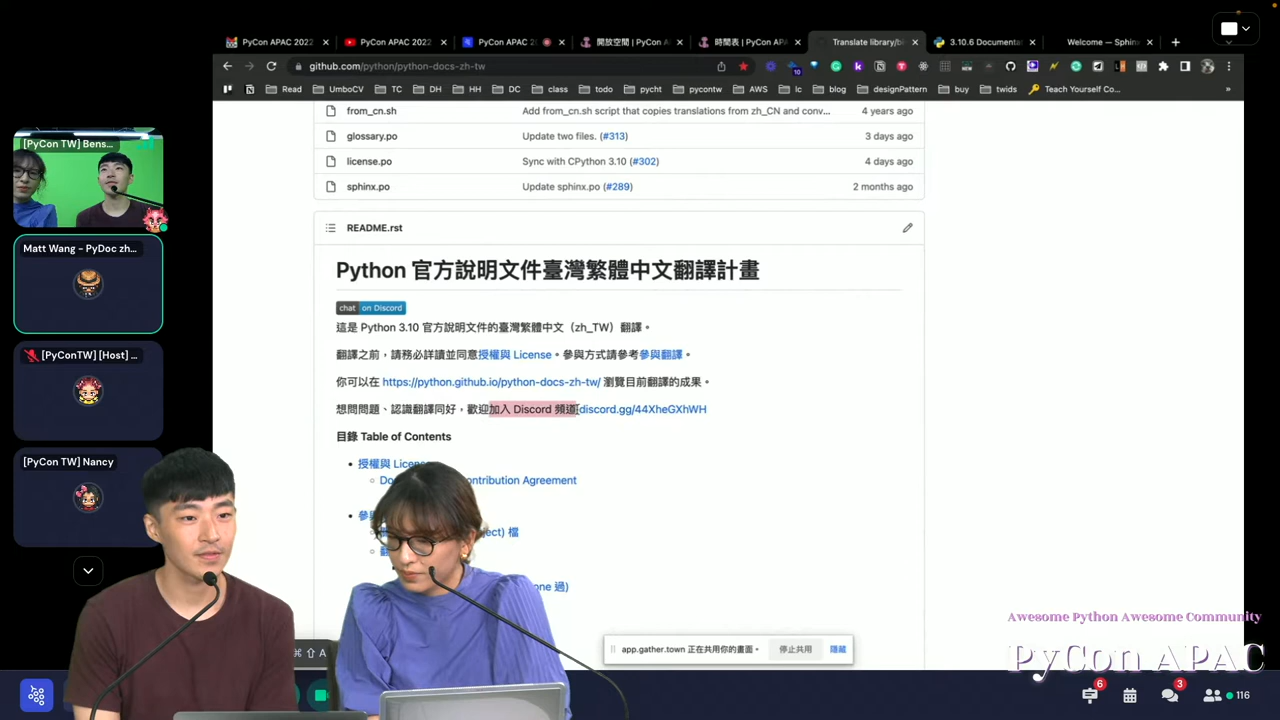 PyCon APAC 2022
PyCon APAC 2022
PyCon APAC 2
開放空間 | PyCon A
時間表 | PyCon AP
Translate library/bi
3.10.6 Documenta
Welcome — Sphin
github.com/python/python-docs-zh-tw
Read
UmboCV
TC
DH
HH
DC
class
todo
pycht
pycontw
AWS
lc
blog
designPattern
buy
twids
Teach Yourself Co...
»
from_cn.sh
Add from_cn.sh script that copies translations from zh_CN and conv...
4 years ago
glossary.po
Update two files. (#313)
3 days ago
license.po
Sync with CPython 3.10 (#302)
4 days ago
sphinx.po
Update sphinx.po (#289)
2 months ago
README.rst
Python 官方說明文件臺灣繁體中文翻譯計畫
chat on Discord
這是 Python 3.10 官方說明文件的臺灣繁體中文（zh_TW）翻譯。
翻譯之前，請務必詳讀並同意授權與 License。參與方式請參考參與翻譯。
你可以在 https://python.github.io/python-docs-zh-tw/ 瀏覽目前翻譯的成果。
想問問題、認識翻譯同好，歡迎加入 Discord 頻道 discord.gg/44XheGXhWH
目錄 Table of Contents
授權與 Licen
ontribution Agreement
ject) 檔
one 過)
[PyCon TW] Bens...
Matt Wang - PyDoc zh...
[PyConTW] [Host] ...
[PyCon TW] Nancy
⌘⇧A
app.gather.town 正在共用你的畫面。
停止共用
隱藏
Awesome Python Awesome Community
PyCon APAC
6
3
116